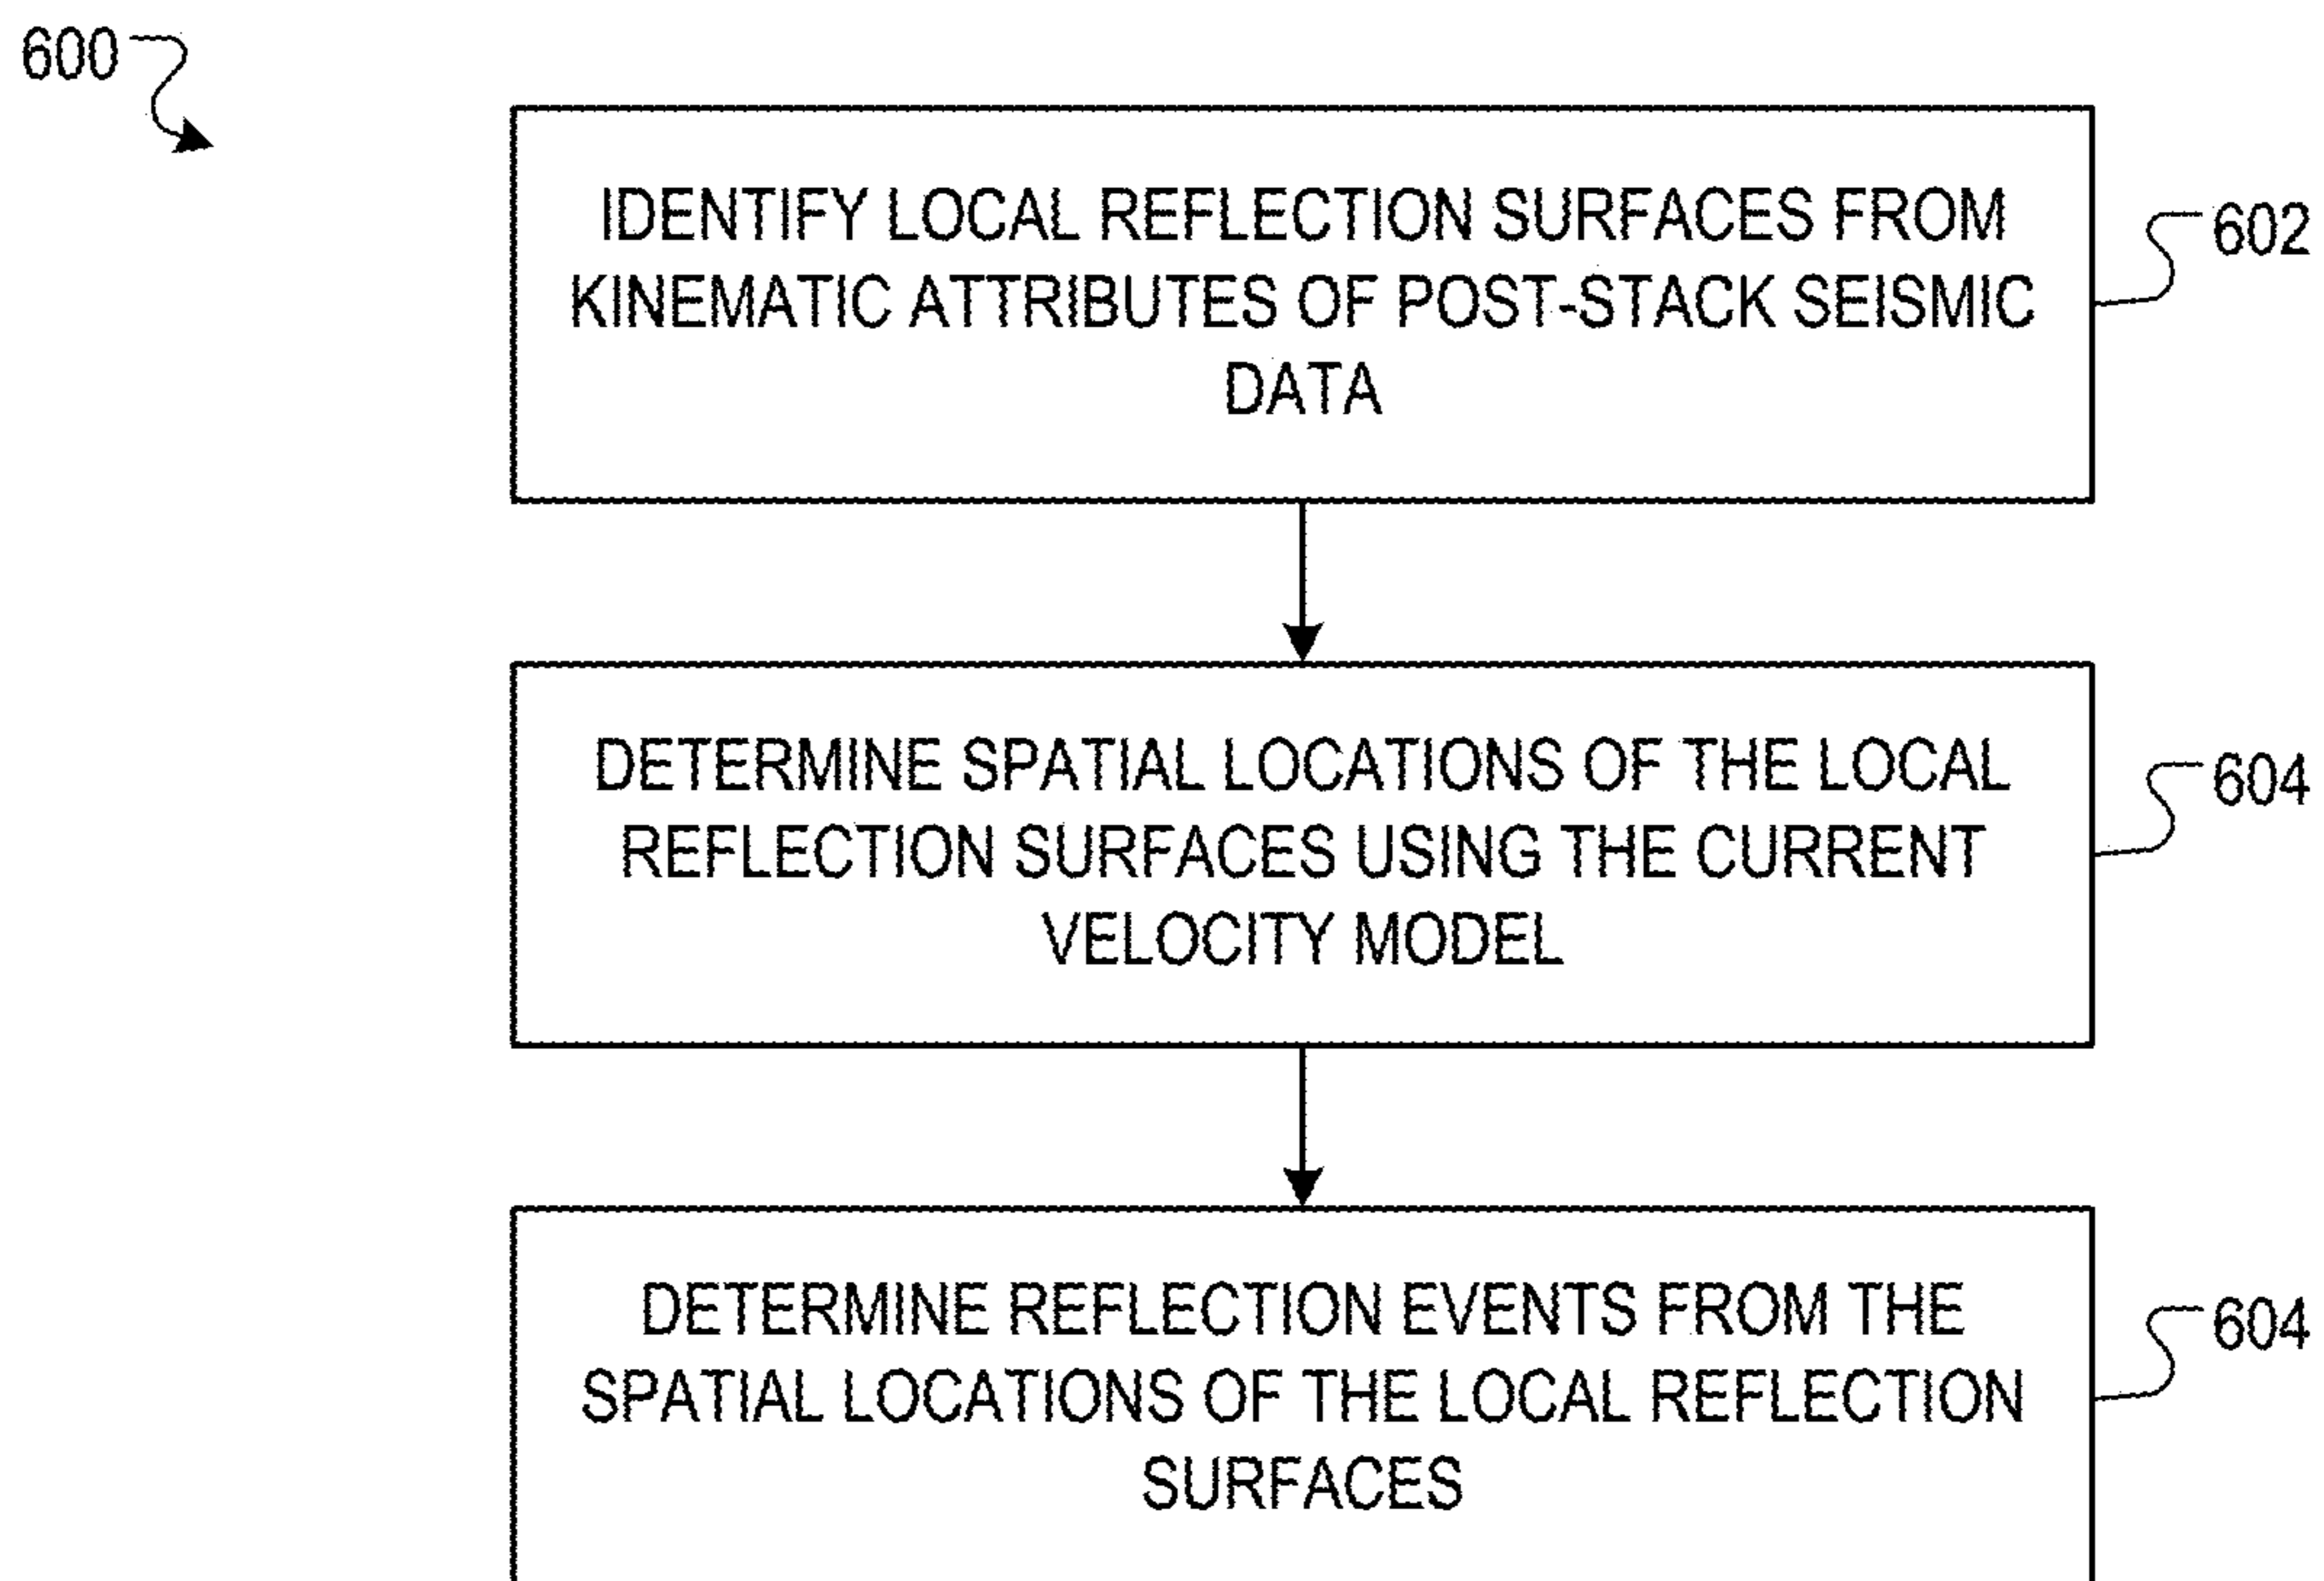 600
IDENTIFY LOCAL REFLECTION SURFACES FROM
KINEMATIC ATTRIBUTES OF POST-STACK SEISMIC
DATA
602
DETERMINE SPATIAL LOCATIONS OF THE LOCAL
REFLECTION SURFACES USING THE CURRENT
VELOCITY MODEL
604
DETERMINE REFLECTION EVENTS FROM THE
SPATIAL LOCATIONS OF THE LOCAL REFLECTION
SURFACES
604